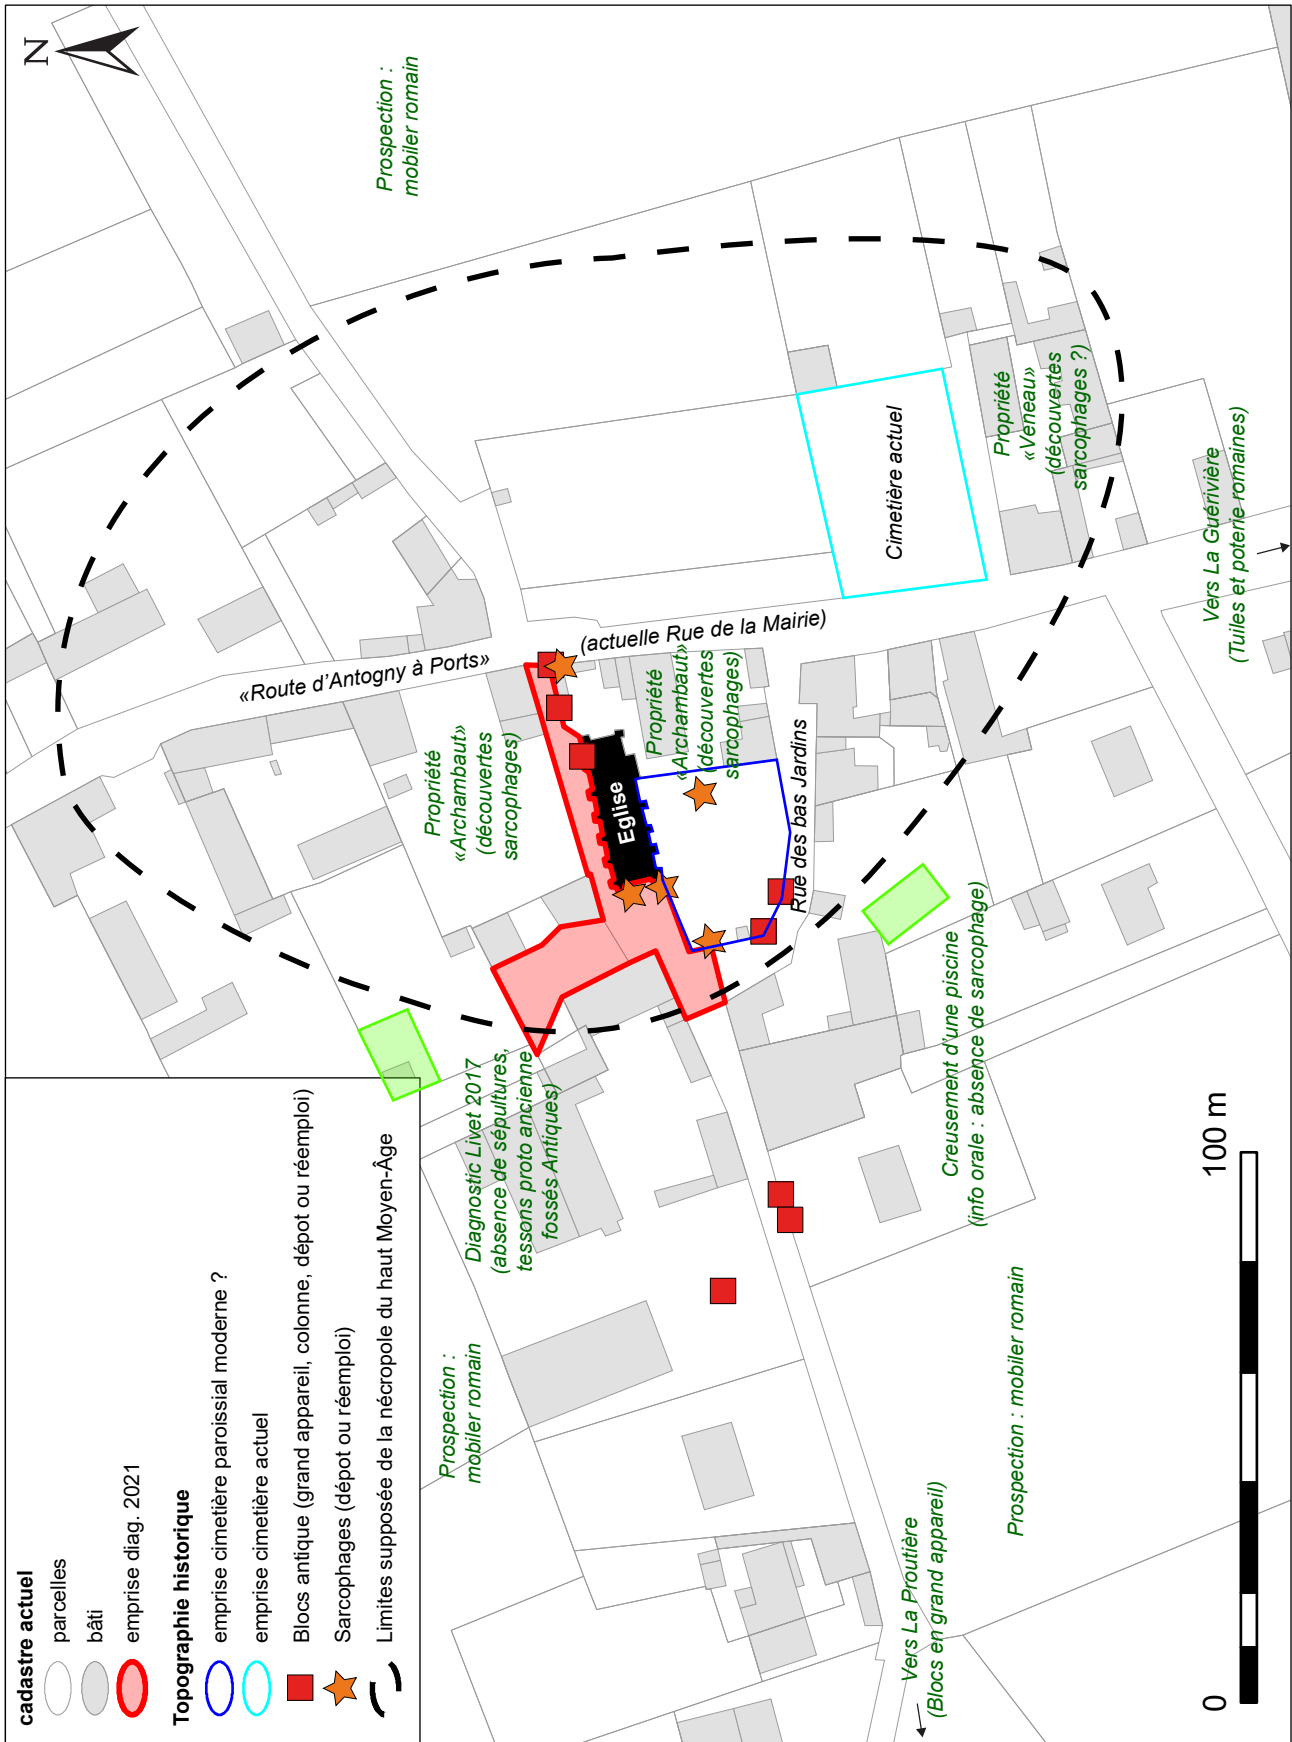 N
cadastre actuel
parcelles
bâti
emprise diag. 2021
Topographie historique
emprise cimetière paroissial moderne ?
emprise cimetière actuel
Blocs antique (grand appareil, colonne, dépot ou réemploi)
Sarcophages (dépot ou réemploi)
Limites supposée de la nécropole du haut Moyen-Âge
Prospection :
mobiler romain
«Route d'Antogny à Ports»
(actuelle Rue de la Mairie)
Propriété
«Archambaut»
(découvertes
sarcophages)
Diagnostic Livet 2017
(absence de sépultures,
tessons proto ancienne,
fossés Antiques)
Prospection :
mobiler romain
Eglise
Propriété
«Archambaut»
(découvertes
sarcophages)
Rue des bas Jardins
Cimetière actuel
Propriété
«Veneau»
(découvertes
sarcophages ?)
Creusement d'une piscine
(info orale : absence de sarcophage)
Prospection : mobiler romain
Vers La Proutière
(Blocs en grand appareil)
Vers La Guérivière
(Tuiles et poterie romaines)
0
100 m